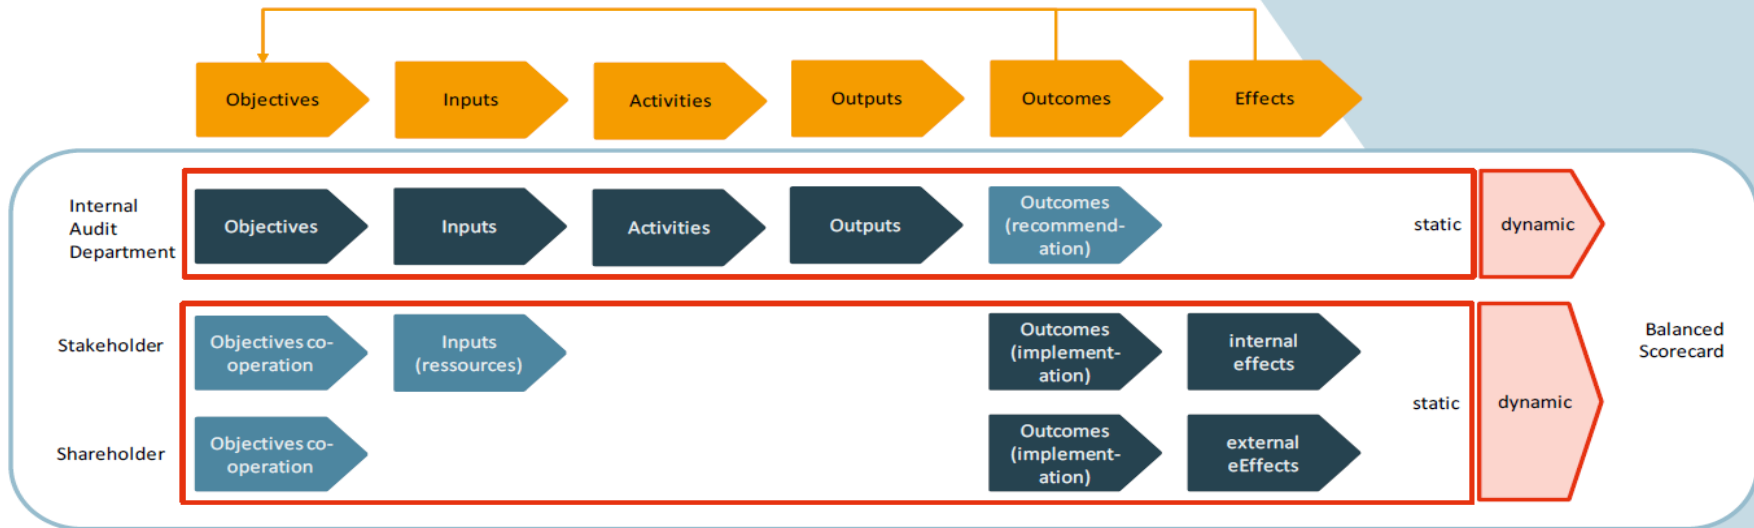 Objectives
Inputs
Activities
Outputs
Outcomes
Effects
Internal
Audit
Department
Objectives
Inputs
Activities
Outputs
Outcomes
(recommend-
ation)
static
dynamic
Stakeholder
Objectives co-
operation
Inputs
(ressources)
Outcomes
(implement-
ation)
internal
effects
Shareholder
Objectives co-
operation
Outcomes
(implement-
ation)
external
eEffects
static
dynamic
Balanced
Scorecard